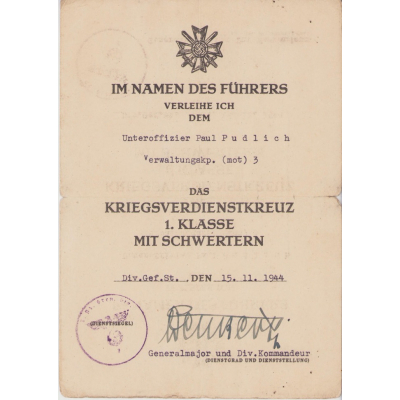 IM NAMEN DES FÜHRERS
VERLEIHE ICH
DEM
Unteroffizier Paul Pudlich
Verwaltungskp. (mot) 3
DAS
KRIEGSVERDIENSTKREUZ
1. KLASSE
MIT SCHWERTERN
Div.Gef.St. , DEN 15. 11. 1944
(DIENSTSIEGEL)
Generalmajor und Div.Kommandeur
(DIENSTGRAD UND DIENSTSTELLUNG)